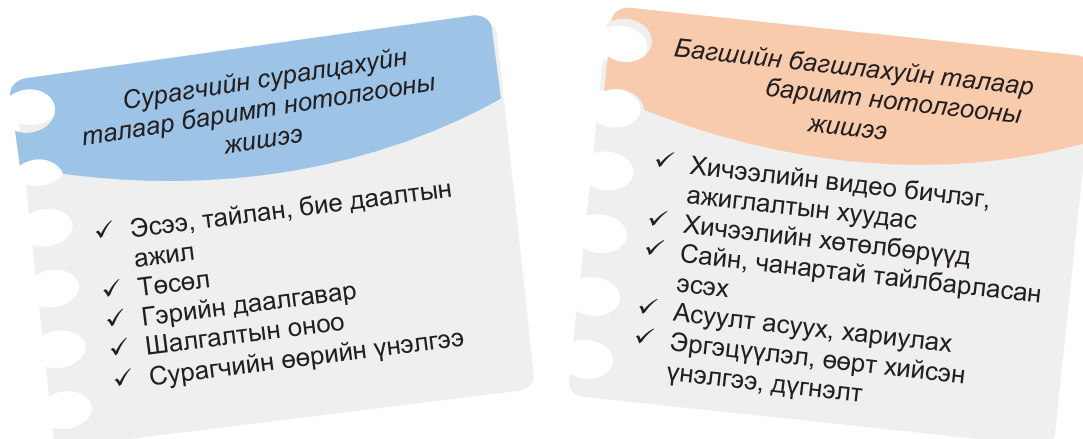 Сурагчийн суралцахуйн
талаар баримт нотолгооны
жишээ
✓ Эсээ, тайлан, бие даалтын
ажил
✓ Төсөл
✓ Гэрийн даалгавар
✓ Шалгалтын оноо
✓ Сурагчийн өөрийн үнэлгээ
Багшийн багшлахуйн талаар
баримт нотолгооны
жишээ
✓ Хичээлийн видео бичлэг,
ажиглалтын хуудас
✓ Хичээлийн хөтөлбөрүүд
✓ Сайн, чанартай тайлбарласан
эсэх
✓ Асуулт асуух, хариулах
✓ Эргэцүүлэл, өөрт хийсэн
үнэлгээ, дүгнэлт